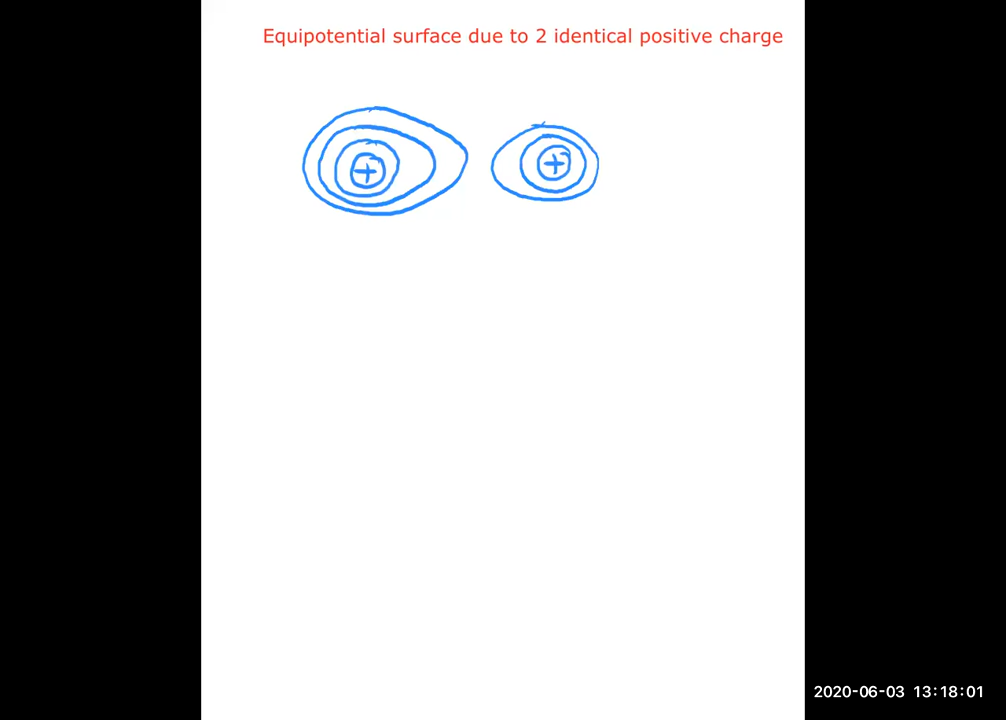 Equipotential surface due to 2 identical positive charge
+ +
2020-06-03 13:18:01